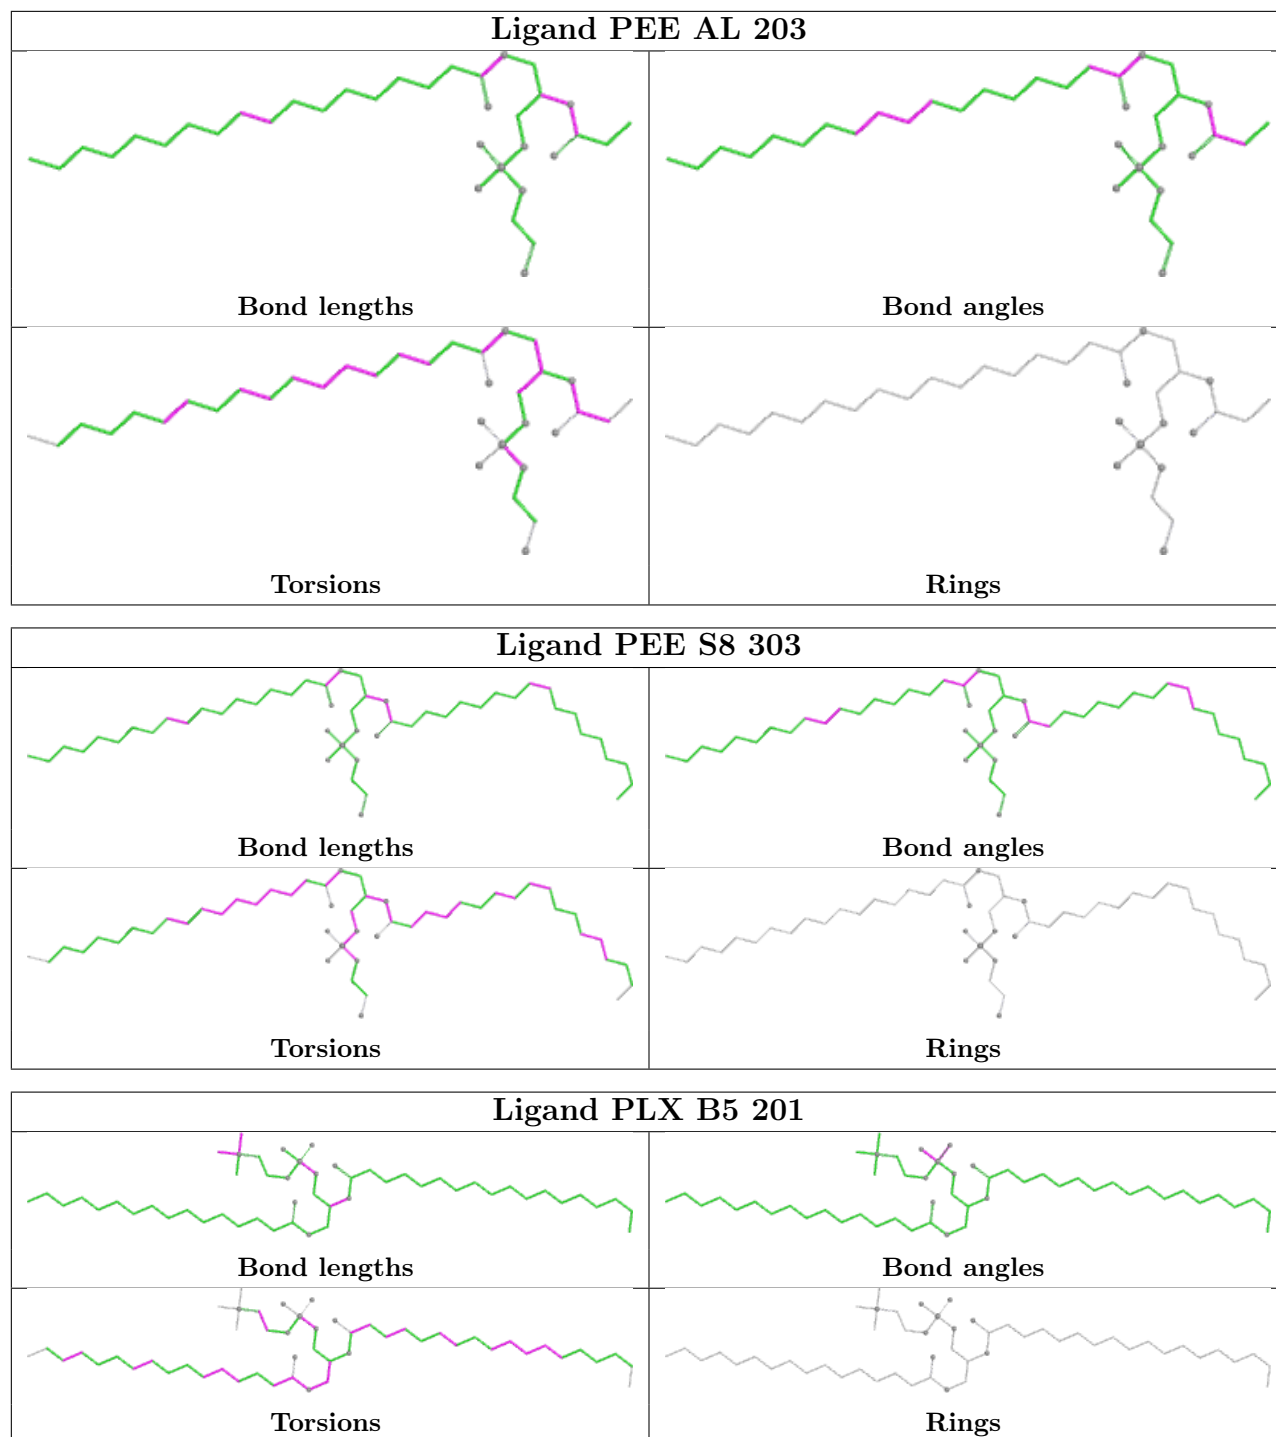 Ligand PEE AL 203
Bond lengths
Bond angles
Torsions
Rings
Ligand PEE S8 303
Bond lengths
Bond angles
Torsions
Rings
Ligand PLX B5 201
Bond lengths
Bond angles
Torsions
Rings